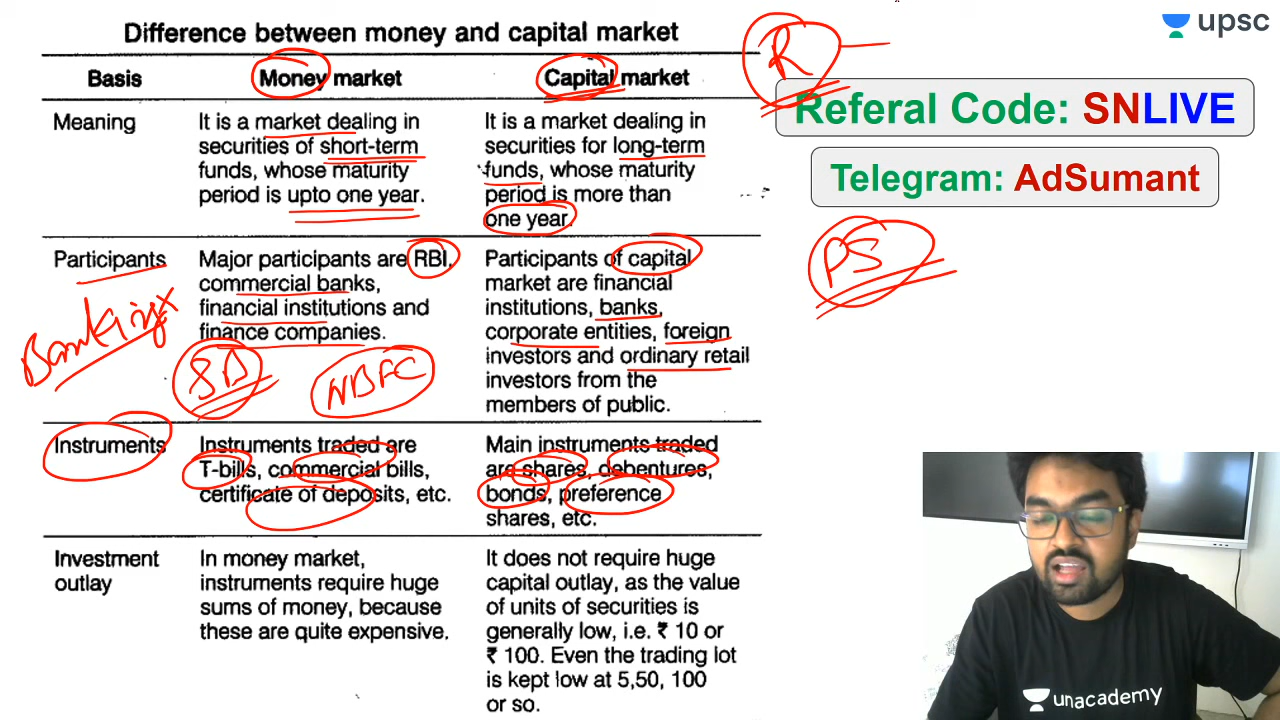 upsc
Difference between money and capital market
Basis Money market Capital market
Meaning
It is a market dealing in
securities of short-term
funds, whose maturity
period is upto one year.
It is a market dealing in
securities for long-term
funds, whose maturity
period is more than
one year.
Participants
Major participants are RBI,
commercial banks,
financial institutions and
finance companies.
Participants of capital
market are financial
institutions, banks,
corporate entities, foreign
investors and ordinary retail
investors from the
members of public.
Instruments
Instruments traded are
T-bills, commercial bills,
certificate of deposits, etc.
Main instruments traded
are shares, debentures,
bonds, preference
shares, etc.
Investment
outlay
In money market,
instruments require huge
sums of money, because
these are quite expensive.
It does not require huge
capital outlay, as the value
of units of securities is
generally low, i.e. ₹ 10 or
₹ 100. Even the trading lot
is kept low at 5,50, 100
or so.
R
Referal Code: SNLIVE
Telegram: AdSumant
PS
Banking
NBFC
unacademy